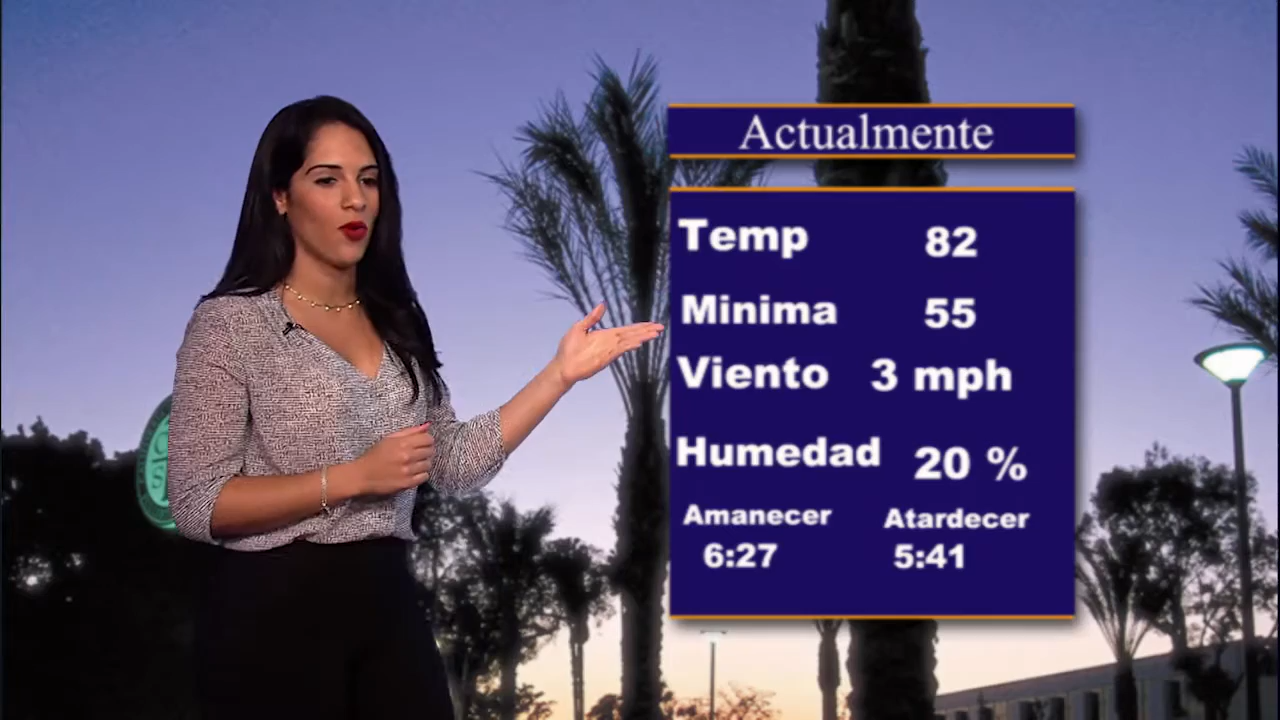 Actualmente
Temp 82
Minima 55
Viento 3 mph
Humedad 20 %
Amanecer Atardecer
6:27 5:41